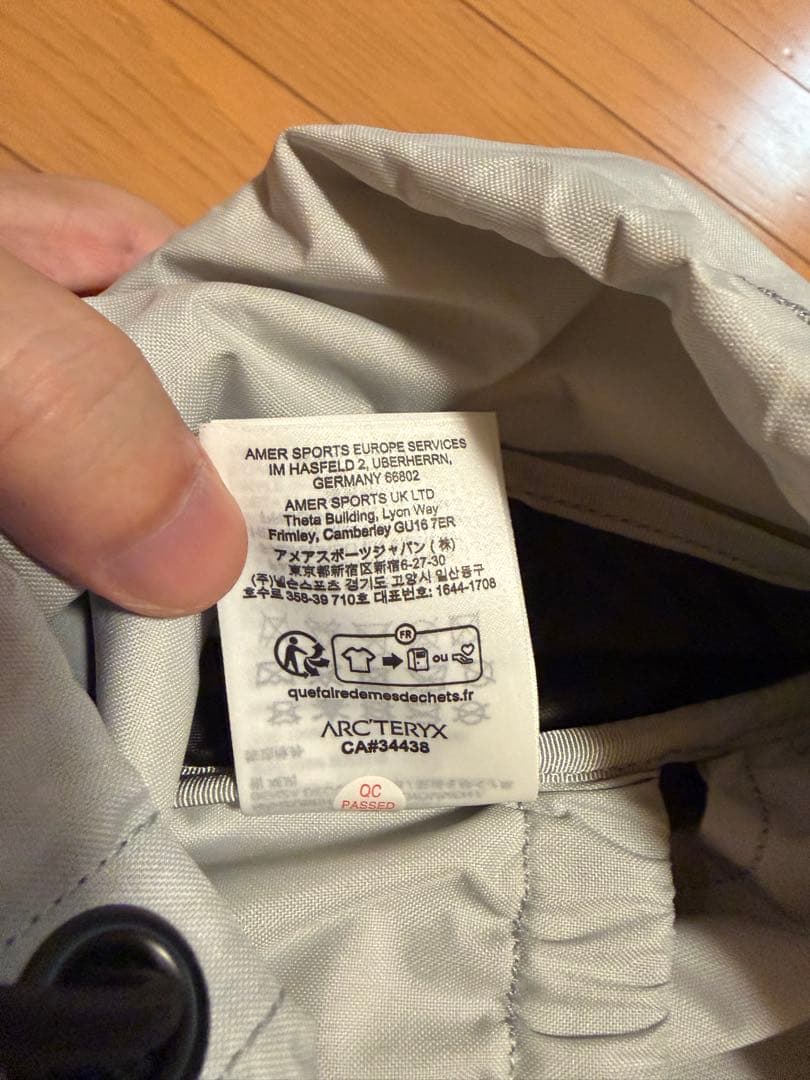 AMER SPORTS EUROPE SERVICES
IM HASFELD 2, UBERHERRN,
GERMANY 66802
AMER SPORTS UK LTD
Theta Building, Lyon Way
Frimley, Camberley GU16 7ER
アメアスポーツジャパン (株)
東京都新宿区新宿6-27-30
(주)넬슨스포츠 경기도 고양시 일산동구
호수로 358-39 710호 대표번호: 1644-1708
FR
ou
quefairedemesdechets.fr
ARC'TERYX
CA#34438
QC
PASSED